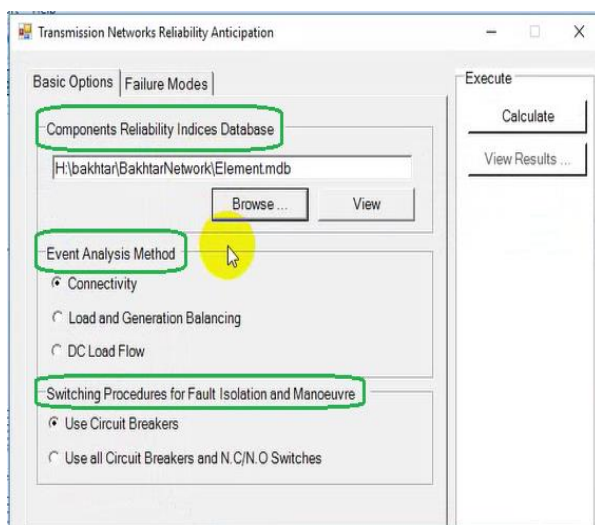 Transmission Networks Reliability Anticipation
Basic Options
Failure Modes
Components Reliability Indices Database
H:\bakhtar\BakhtarNetwork\Element.mdb
Browse ...
View
Event Analysis Method
Connectivity
Load and Generation Balancing
DC Load Flow
Switching Procedures for Fault Isolation and Manoeuvre
Use Circuit Breakers
Use all Circuit Breakers and N.C/N.O Switches
Execute
Calculate
View Results ...